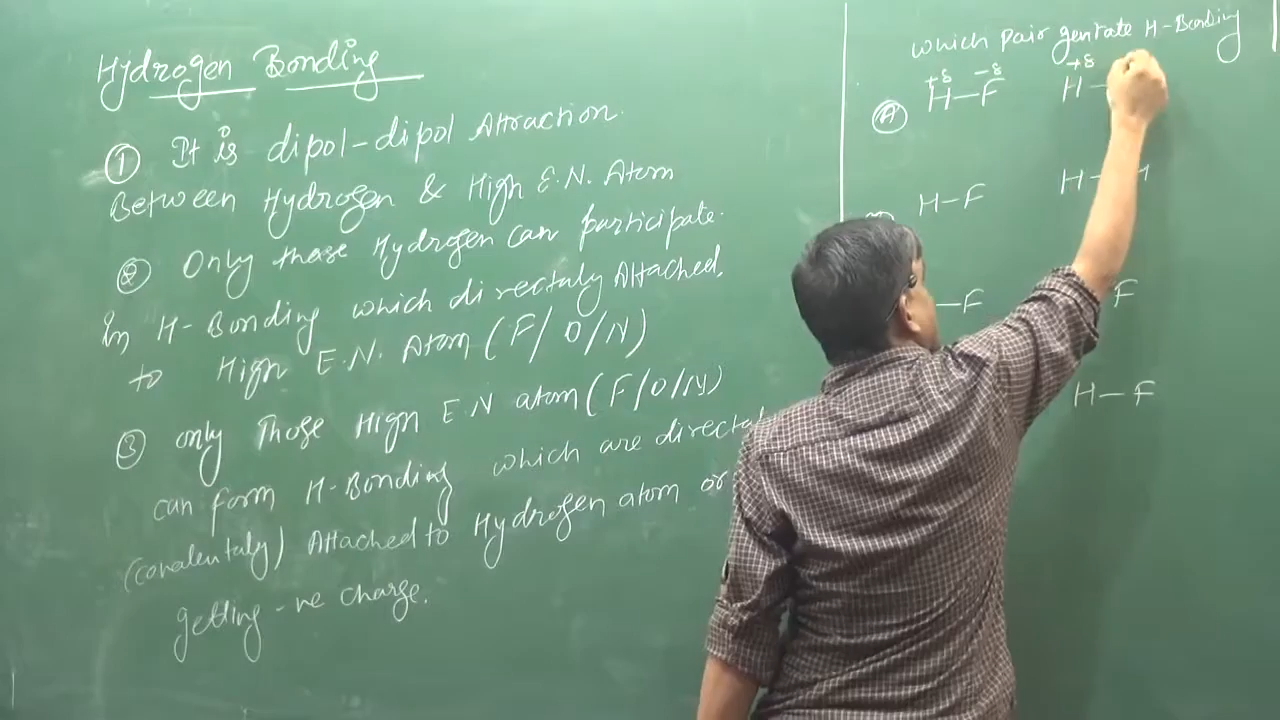 Hydrogen Bonding
① It is dipol-dipol Attraction.
Between Hydrogen & High E.N. Atom
② Only those Hydrogen can participate.
In H-Bonding which directaly Attached
to High E.N. Atom (F/O/N)
③ only Those High E.N atom (F/O/N)
can form H-Bonding which are directal
(covalentaly) Attached to Hydrogen atom or
getting -ve charge.
which pair genrate H-Bonding
+δ -δ +δ
Ⓐ H-F H-
H-F H-H
-F F
H-F